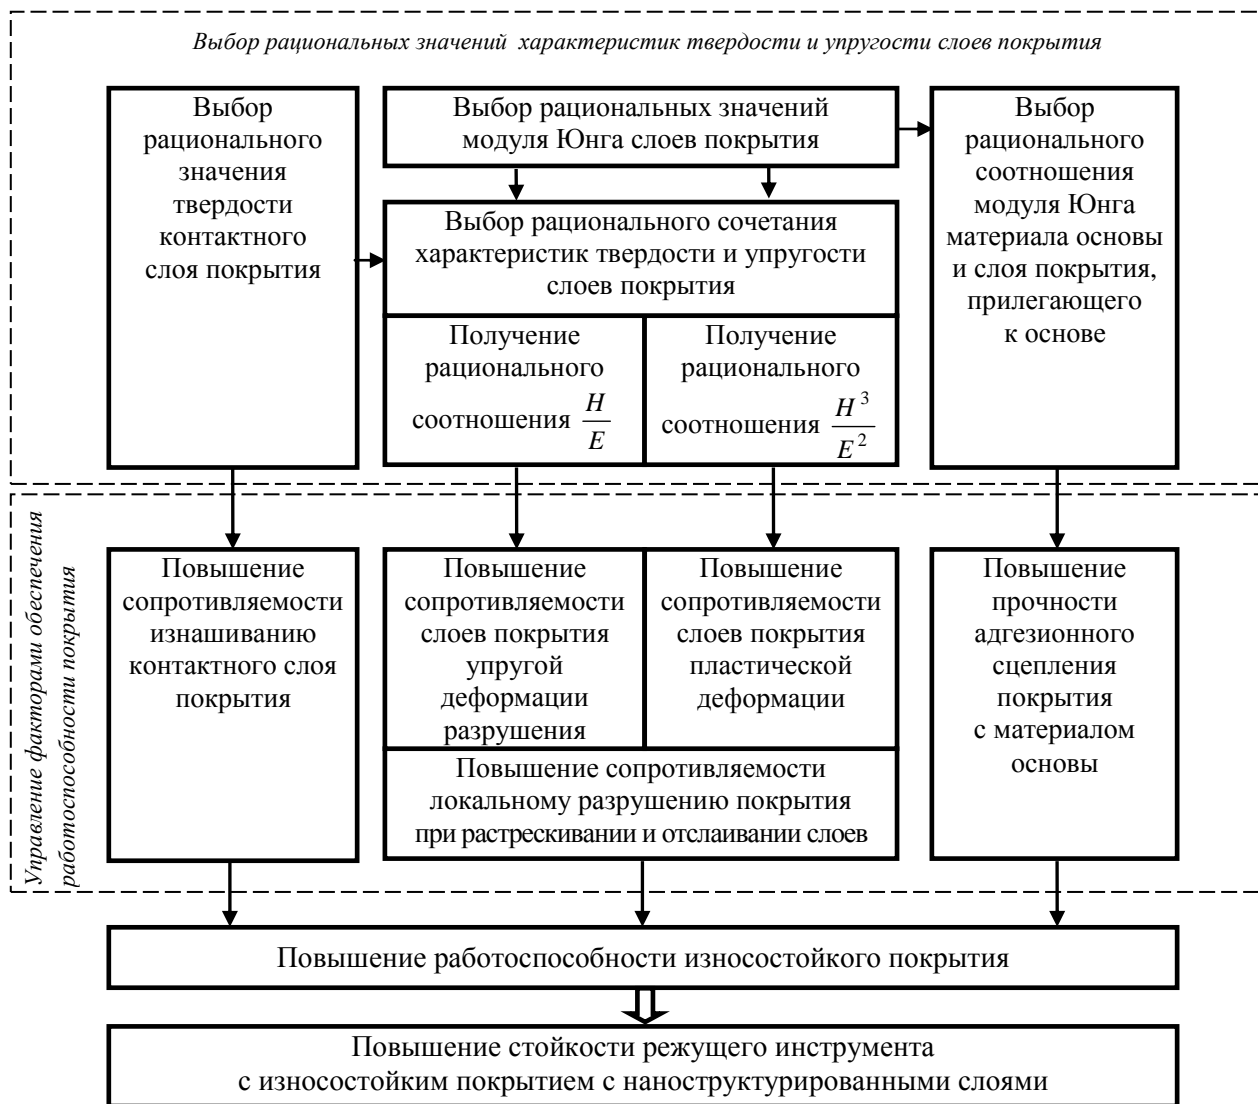 Выбор рациональных значений характеристик твердости и упругости слоев покрытия
Выбор
рационального
значения
твердости
контактного
слоя покрытия
Выбор рациональных значений
модуля Юнга слоев покрытия
Выбор рационального сочетания
характеристик твердости и упругости
слоев покрытия
Получение
рационального
соотношения H/E
Получение
рационального
соотношения H³/E²
Выбор
рационального
соотношения
модуля Юнга
материала основы
и слоя покрытия,
прилегающего
к основе
Управление факторами обеспечения
работоспособности покрытия
Повышение
сопротивляемости
изнашиванию
контактного слоя
покрытия
Повышение
сопротивляемости
слоев покрытия
упругой
деформации
разрушения
Повышение
сопротивляемости
слоев покрытия
пластической
деформации
Повышение сопротивляемости
локальному разрушению покрытия
при растрескивании и отслаивании слоев
Повышение
прочности
адгезионного
сцепления
покрытия
с материалом
основы
Повышение работоспособности износостойкого покрытия
Повышение стойкости режущего инструмента
с износостойким покрытием с наноструктурированными слоями